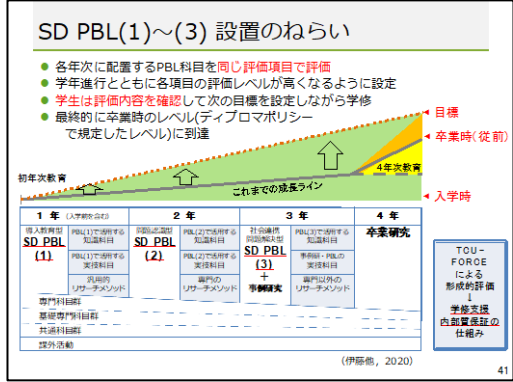 SD PBL(1)～(3) 設置のねらい
● 各年次に配置するPBL科目を同じ評価項目で評価
● 学年進行とともに各項目の評価レベルが高くなるように設定
● 学生は評価内容を確認して次の目標を設定しながら学修
● 最終的に卒業時のレベル(ディプロマポリシー
で規定したレベル)に到達
目標
卒業時(従前)
4年次教育
初年次教育
これまでの成長ライン
入学時
1 年 (入学前を含む)
2 年
3 年
4 年
導入教育型
SD PBL
(1)
PBL(1)で活用する
知識科目
PBL(1)で活用する
実技科目
汎用的
リサーチメソッド
問題認識型
SD PBL
(2)
PBL(2)で活用する
知識科目
PBL(2)で活用する
実技科目
専門の
リサーチメソッド
社会連携
問題解決型
SD PBL
(3)
+
事例研究
PBL(3)で活用する
知識科目
事例研・PBLの
実技科目
専門以外の
リサーチメソッド
卒業研究
専門科目群
基礎専門科目群
共通科目群
課外活動
TOU－
FORCE
による
形成的評価
↓
学修支援
内部質保証の
仕組み
(伊藤他, 2020)
41